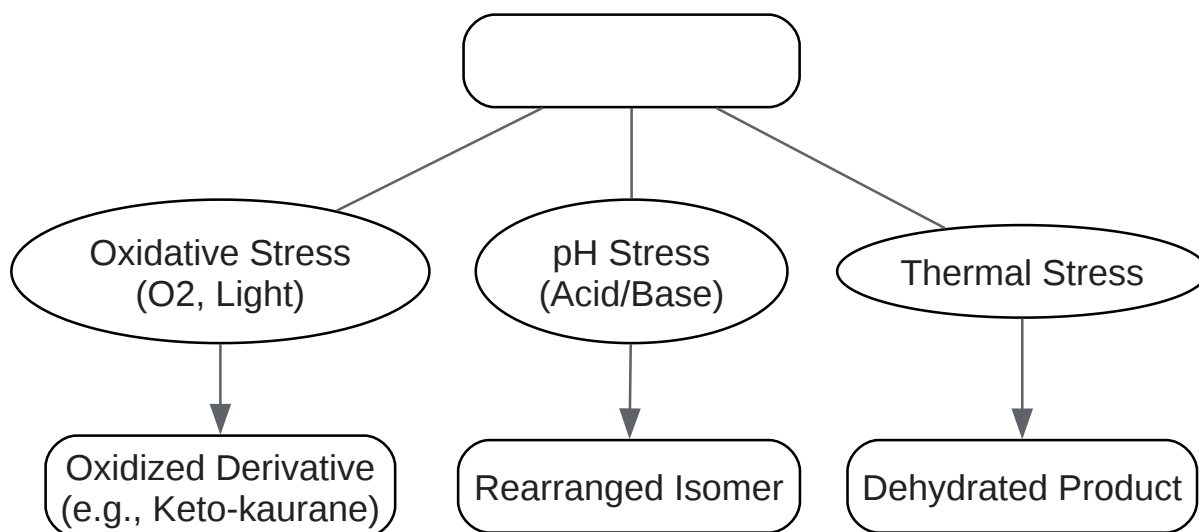 Oxidative Stress
(O2, Light)
pH Stress
(Acid/Base)
Thermal Stress
Oxidized Derivative
(e.g., Keto-kaurane)
Rearranged Isomer
Dehydrated Product